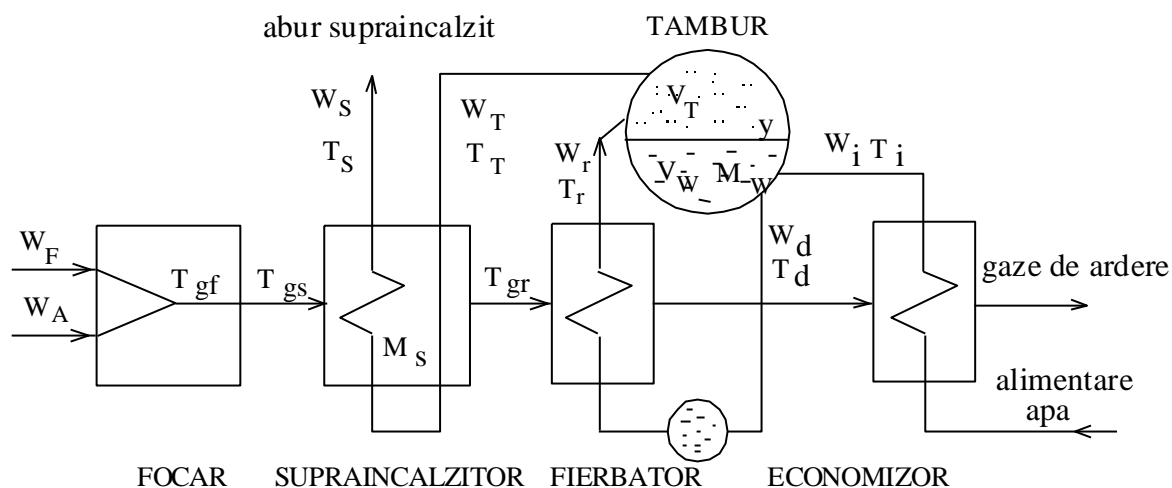 abur supraincalzit
TAMBUR
W_S
T_S
W_T
T_T
V_T
y
V_W M_W
W_r
T_r
W_i T_i
W_d
T_d
W_F
W_A
T_gf
T_gs
T_gr
M_s
gaze de ardere
alimentare
apa
FOCAR SUPRAINCALZITOR FIERBATOR ECONOMIZOR